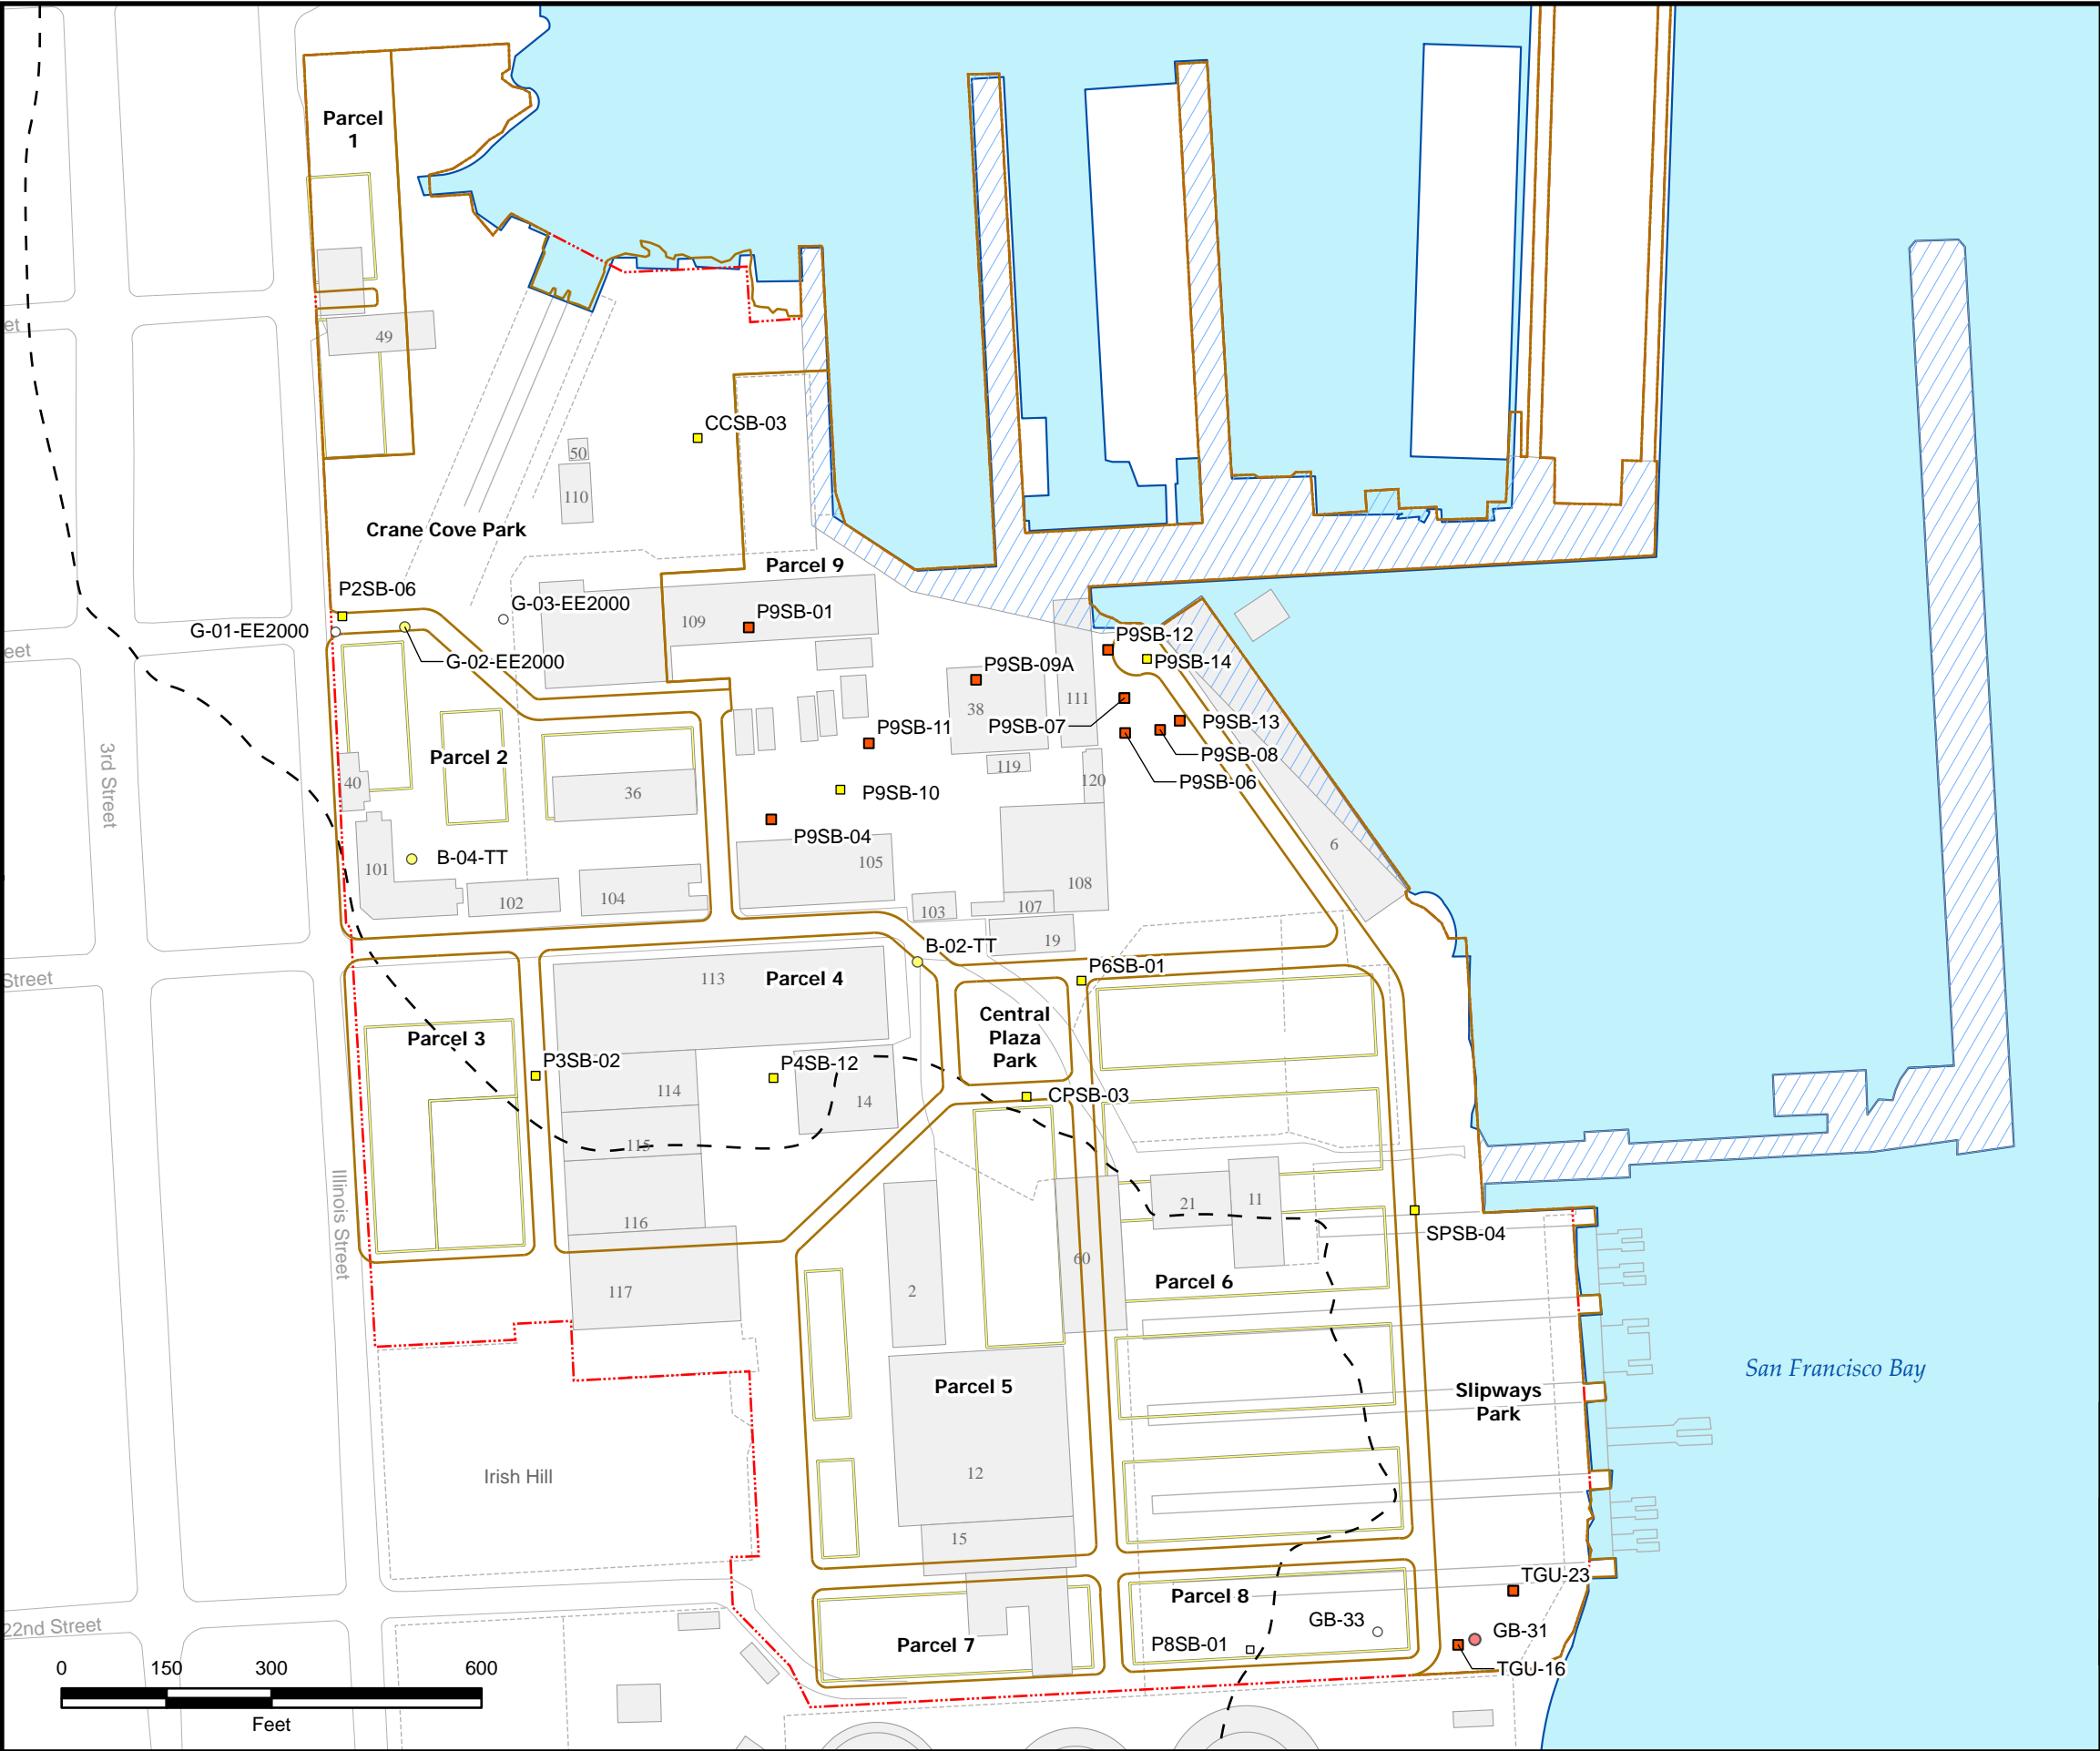 Parcel
1
et
49
CCSB-03
50
110
Crane Cove Park
Parcel 9
P2SB-06
G-03-EE2000
P9SB-01
109
G-01-EE2000
P9SB-12
eet
G-02-EE2000
P9SB-09A
P9SB-14
111
38
P9SB-07
P9SB-13
P9SB-11
P9SB-08
3rd Street
Parcel 2
119
120
P9SB-06
40
36
P9SB-10
P9SB-04
6
B-04-TT
105
101
108
102
104
103
107
B-02-TT
19
Street
113
Parcel 4
P6SB-01
Central
Plaza
Park
Parcel 3
P3SB-02
P4SB-12
114
14
CPSB-03
115
Illinois Street
21
11
116
SPSB-04
60
Parcel 6
117
2
San Francisco Bay
Parcel 5
Slipways
Park
Irish Hill
12
15
TGU-23
Parcel 8
22nd Street
GB-33
GB-31
Parcel 7
P8SB-01
TGU-16
0 150 300 600
Feet